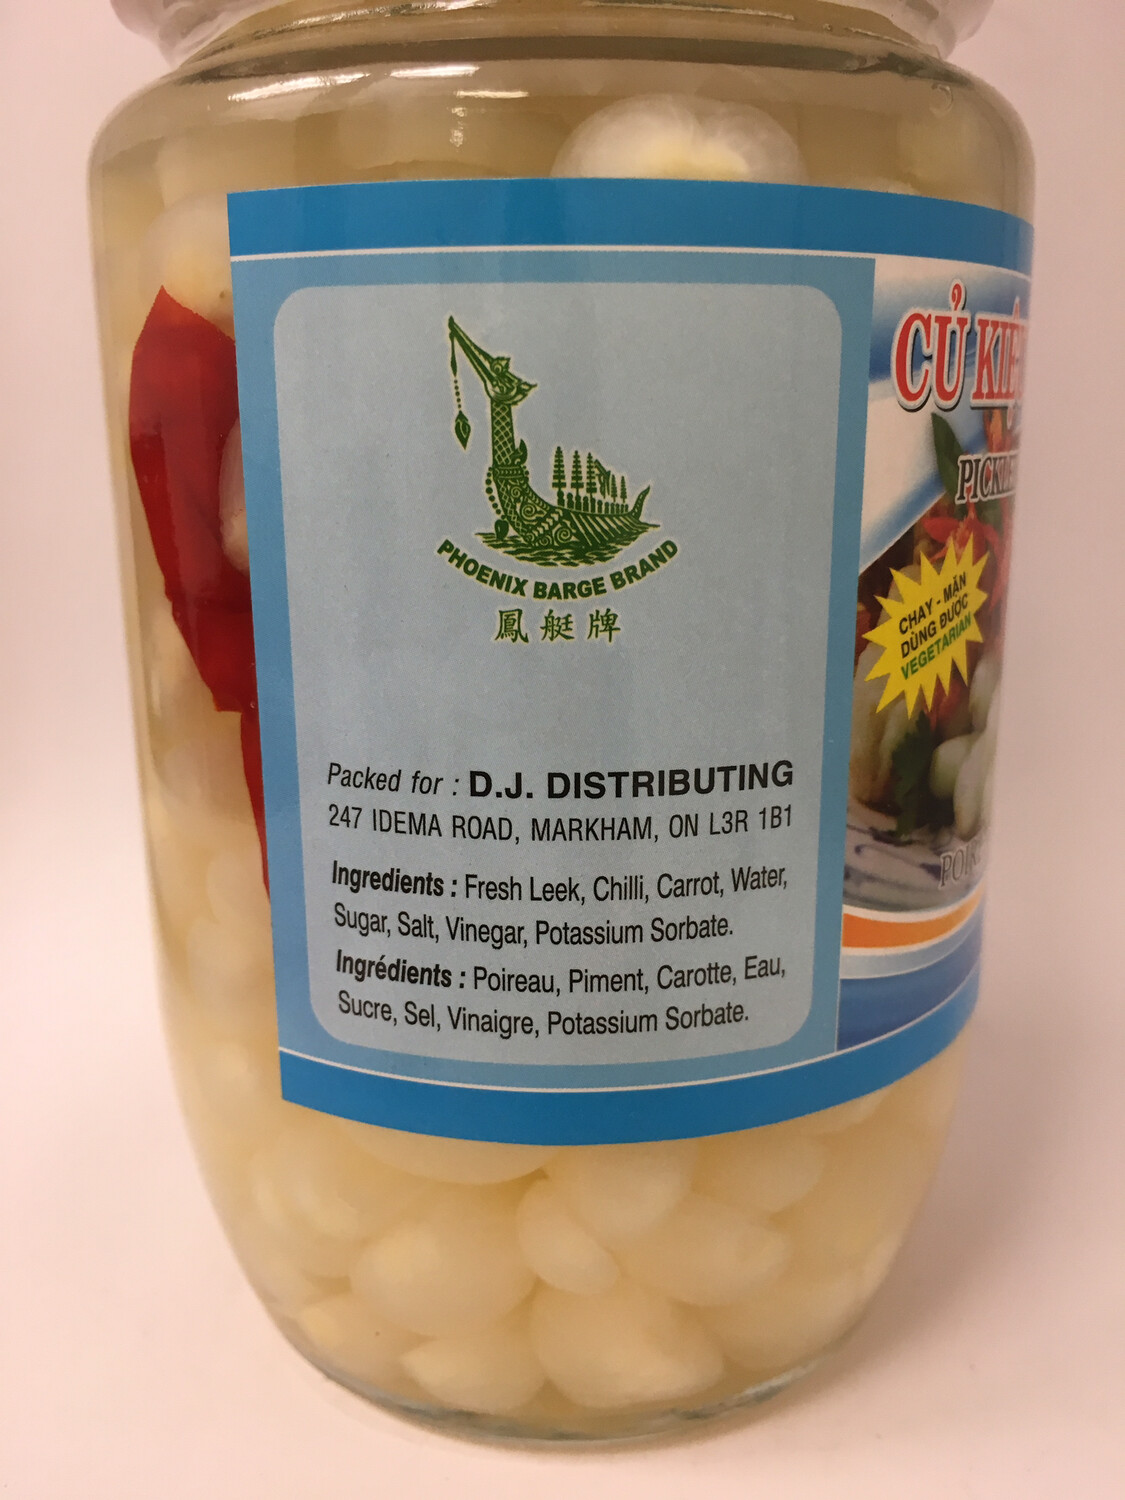 PHOENIX BARGE BRAND
鳳艇牌
Packed for : D.J. DISTRIBUTING
247 IDEMA ROAD, MARKHAM, ON L3R 1B1
Ingredients : Fresh Leek, Chilli, Carrot, Water,
Sugar, Salt, Vinegar, Potassium Sorbate.
Ingrédients : Poireau, Piment, Carotte, Eau,
Sucre, Sel, Vinaigre, Potassium Sorbate.
CỦ KIỆ
CHAY - MẶN
DÙNG ĐƯỢC
VEGETARIAN